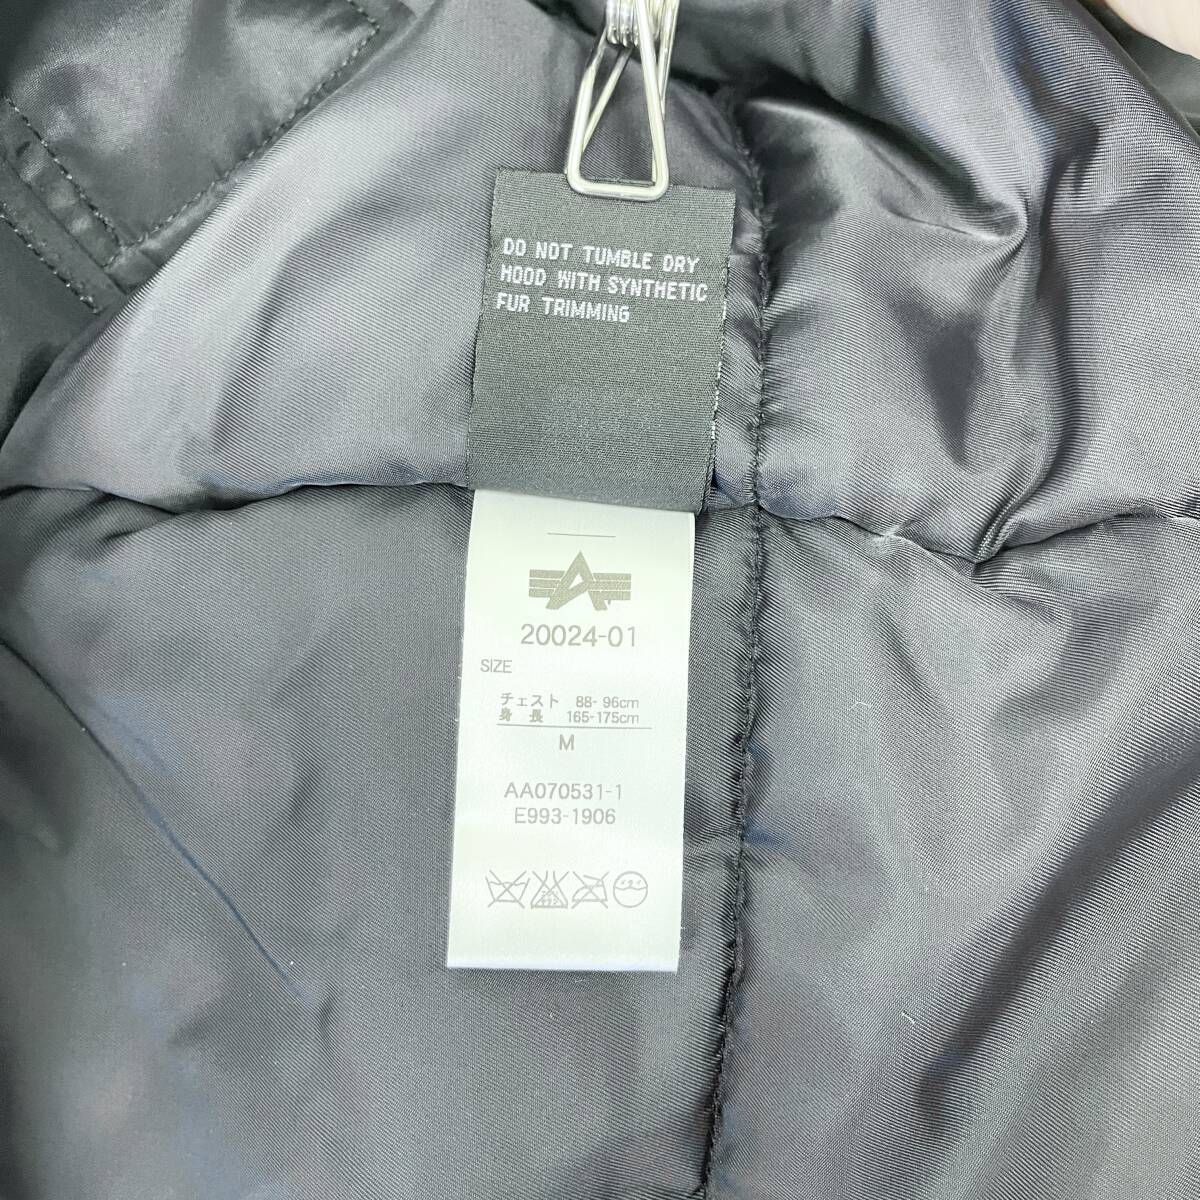 DO NOT TUMBLE DRY
HOOD WITH SYNTHETIC
FUR TRIMMING
20024-01
SIZE
チェスト 88- 96cm
身 長 165-175cm
M
AA070531-1
E993-1906